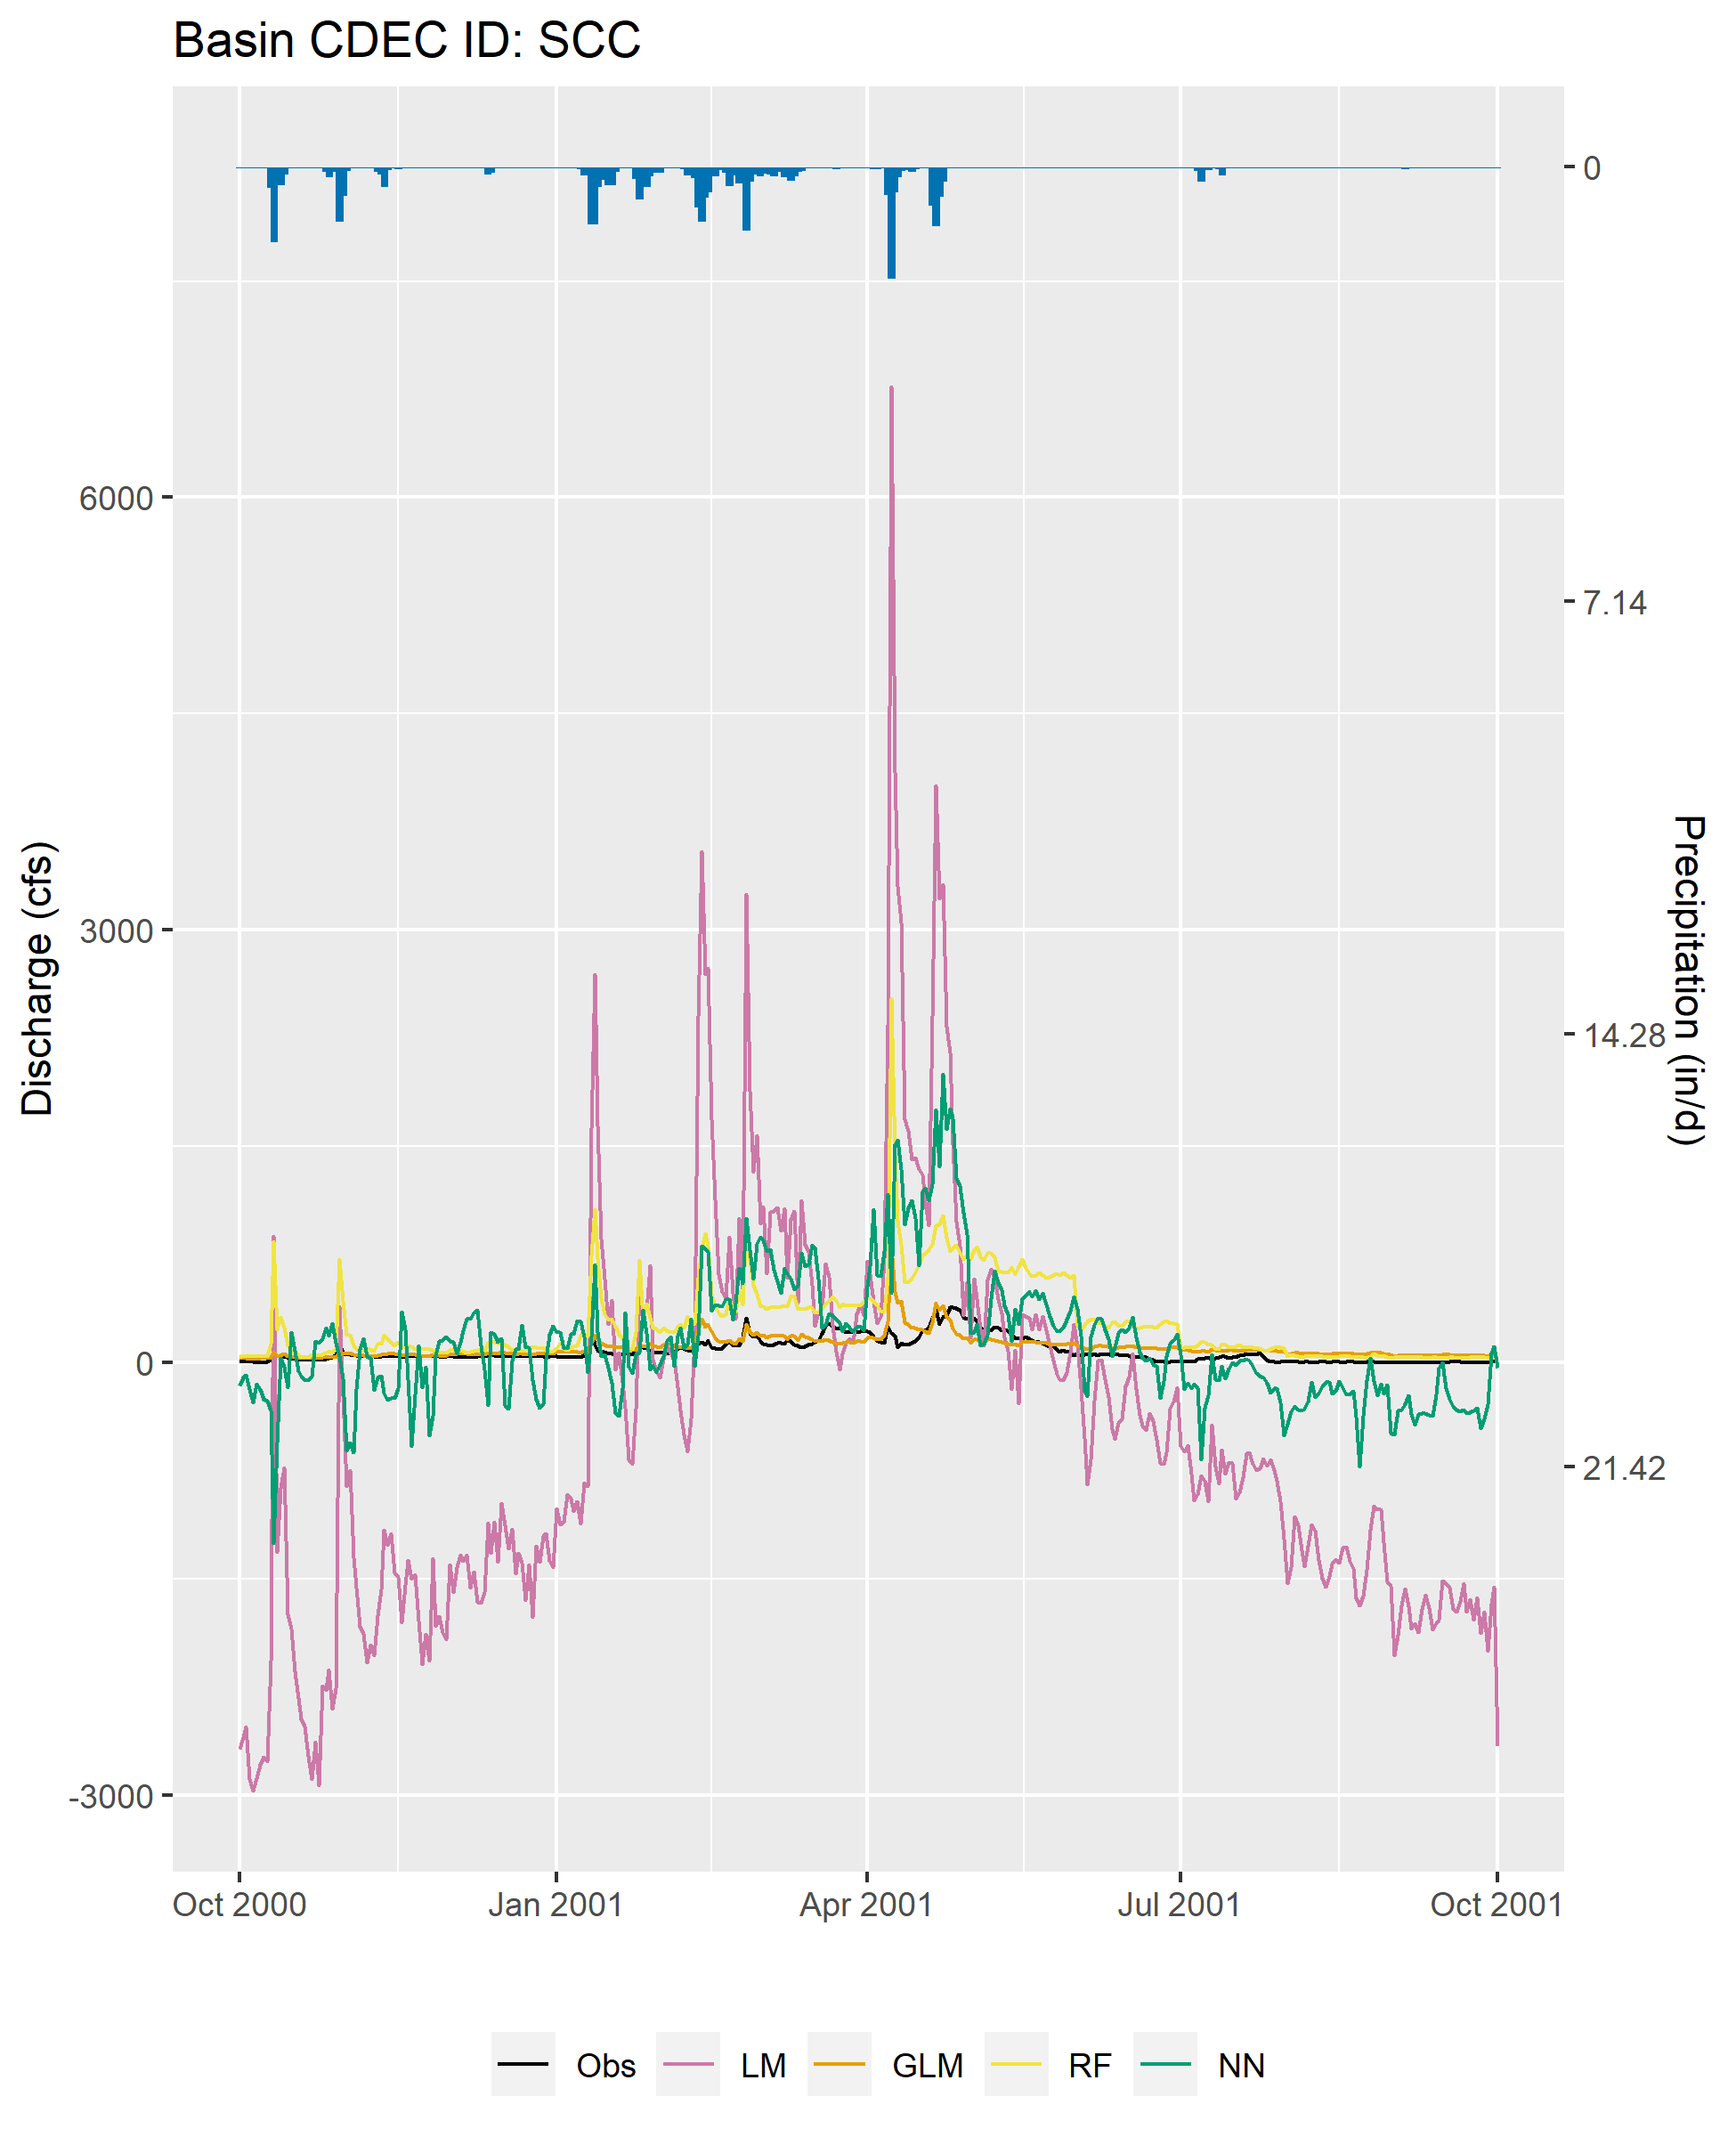 Basin CDEC ID: SCC
0
6000
7.14
3000
14.28
0
21.42
-3000
Discharge (cfs)
Precipitation (in/d)
Oct 2000 Jan 2001 Apr 2001 Jul 2001 Oct 2001
Obs LM GLM RF NN